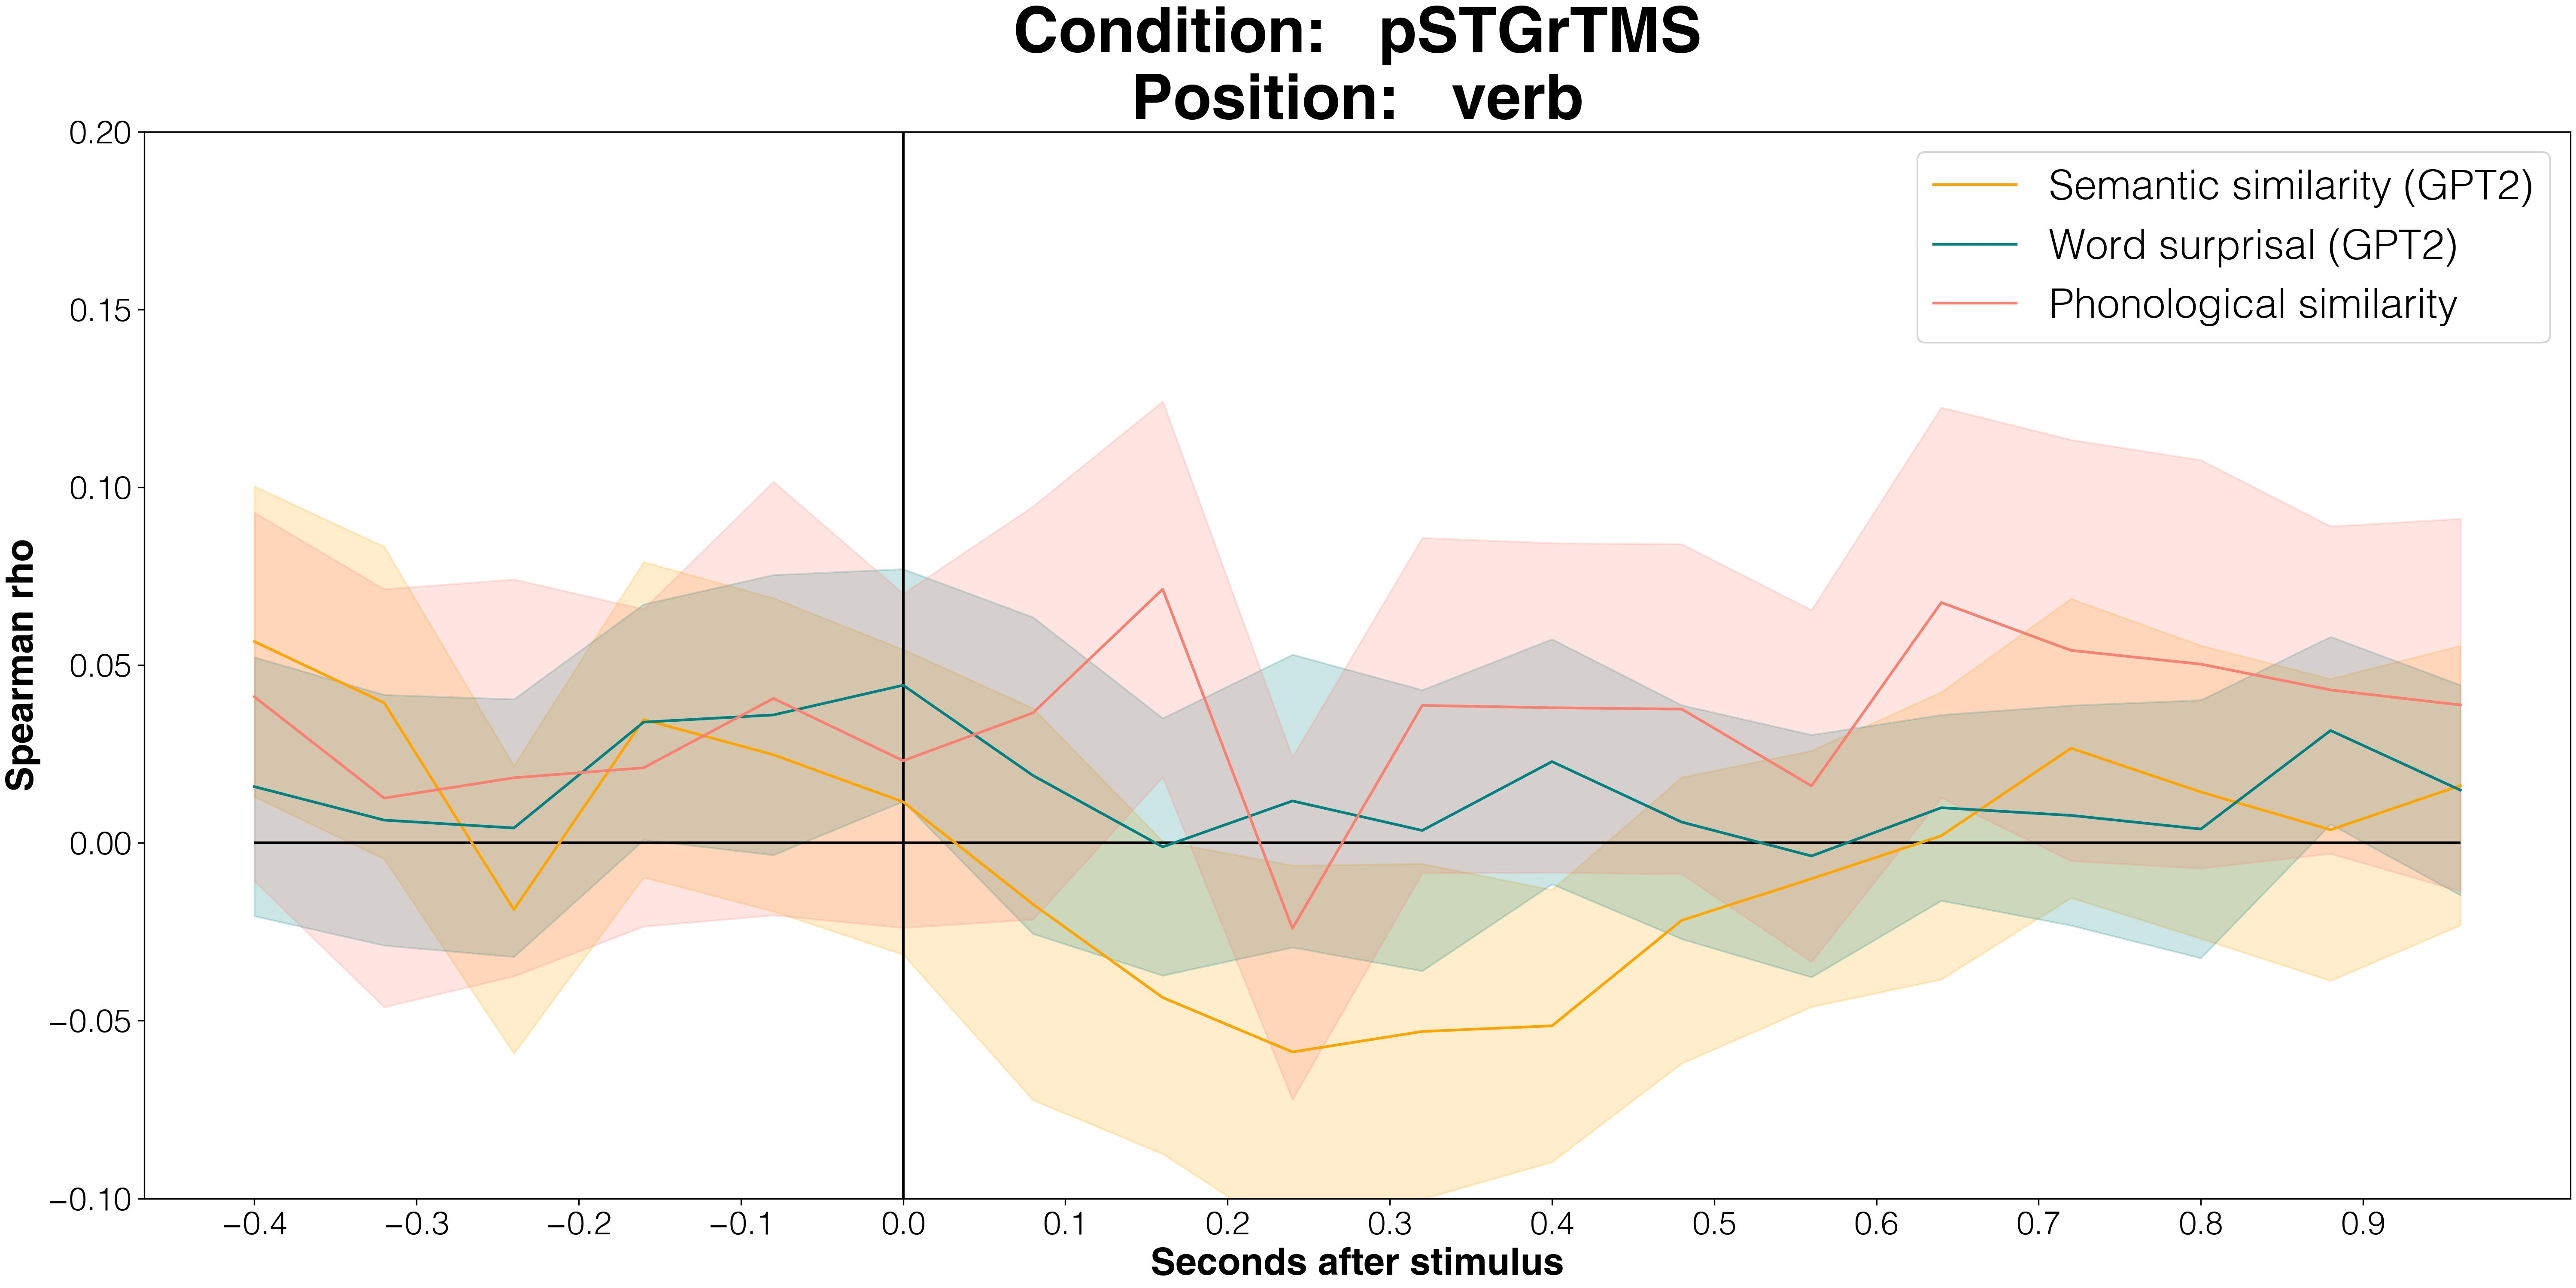 Condition: pSTGrTMS
Position: verb
0.20
0.15
0.10
0.05
0.00
−0.05
−0.10
Spearman rho
Semantic similarity (GPT2)
Word surprisal (GPT2)
Phonological similarity
−0.4 −0.3 −0.2 −0.1 0.0 0.1 0.2 0.3 0.4 0.5 0.6 0.7 0.8 0.9
Seconds after stimulus